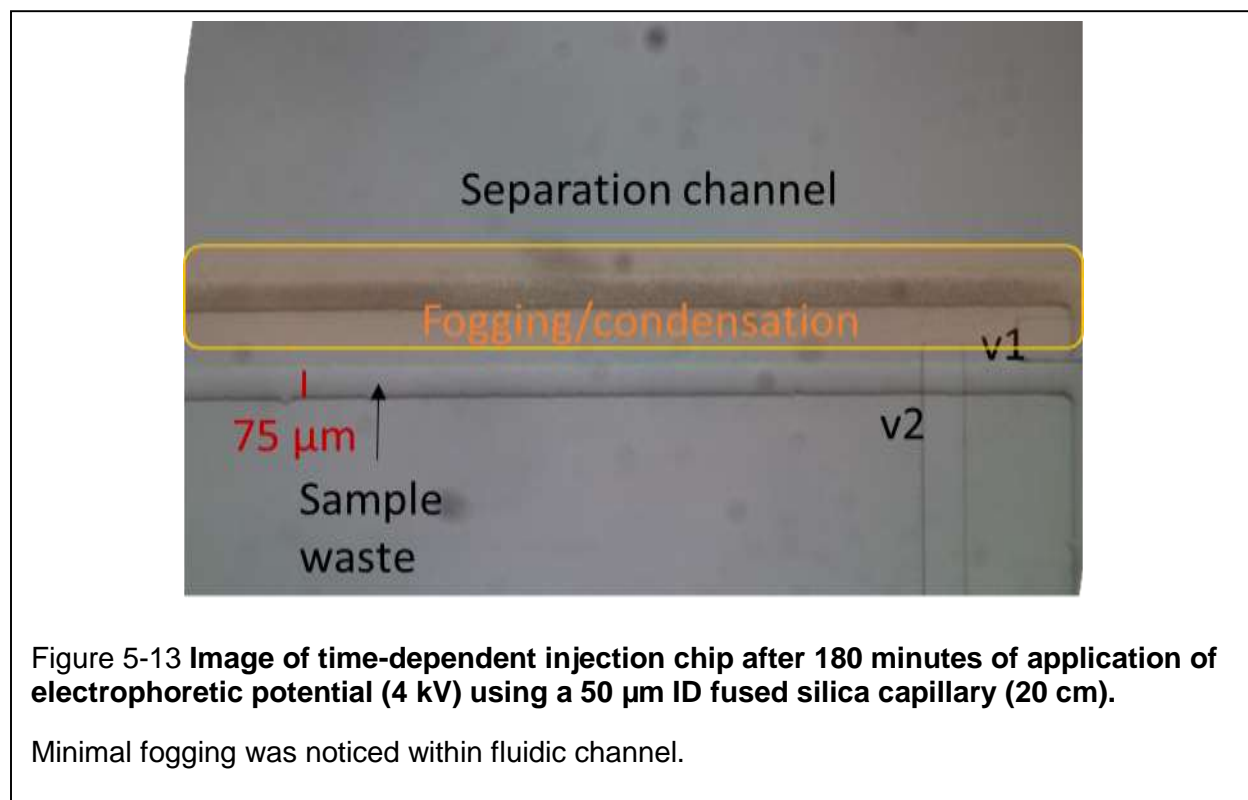 Separation channel
Fogging/condensation
v1
75 µm
v2
Sample
waste
Figure 5-13 Image of time-dependent injection chip after 180 minutes of application of
electrophoretic potential (4 kV) using a 50 µm ID fused silica capillary (20 cm).
Minimal fogging was noticed within fluidic channel.